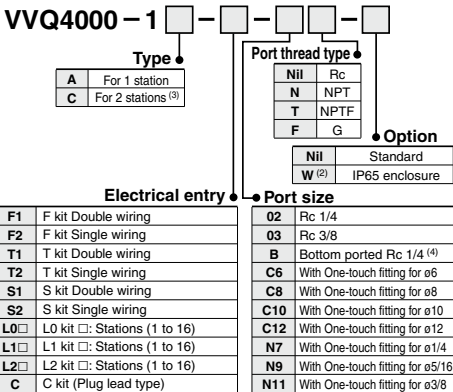 VVQ4000 – 1□ – □ – □□ – □
Type
A For 1 station
C For 2 stations (3)
Port thread type
Nil Rc
N NPT
T NPTF
F G
Option
Nil Standard
W (2) IP65 enclosure
Electrical entry
F1 F kit Double wiring
F2 F kit Single wiring
T1 T kit Double wiring
T2 T kit Single wiring
S1 S kit Double wiring
S2 S kit Single wiring
L0□ L0 kit □: Stations (1 to 16)
L1□ L1 kit □: Stations (1 to 16)
L2□ L2 kit □: Stations (1 to 16)
C C kit (Plug lead type)
Port size
02 Rc 1/4
03 Rc 3/8
B Bottom ported Rc 1/4 (4)
C6 With One-touch fitting for ø6
C8 With One-touch fitting for ø8
C10 With One-touch fitting for ø10
C12 With One-touch fitting for ø12
N7 With One-touch fitting for ø1/4
N9 With One-touch fitting for ø5/16
N11 With One-touch fitting for ø3/8